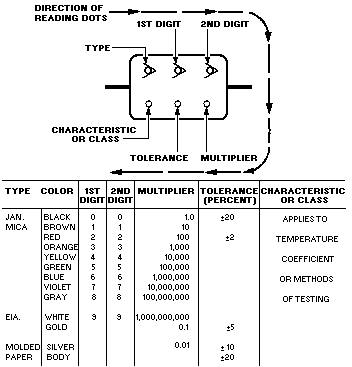 DIRECTION OF
READING DOTS
1ST DIGIT 2ND DIGIT
TYPE
CHARACTERISTIC
OR CLASS
TOLERANCE MULTIPLIER
TYPE COLOR 1ST DIGIT 2ND DIGIT MULTIPLIER TOLERANCE (PERCENT) CHARACTERISTIC OR CLASS
JAN. BLACK 0 0 1.0 ±20 APPLIES TO
MICA BROWN 1 1 10
RED 2 2 100 ±2 TEMPERATURE
ORANGE 3 3 1,000
YELLOW 4 4 10,000 COEFFICIENT
GREEN 5 5 100,000
BLUE 6 6 1,000,000 OR METHODS
VIOLET 7 7 10,000,000
GRAY 8 8 100,000,000 OF TESTING
EIA. WHITE 9 9 1,000,000,000
GOLD 0.1 ±5
MOLDED SILVER 0.01 ±10
PAPER BODY ±20